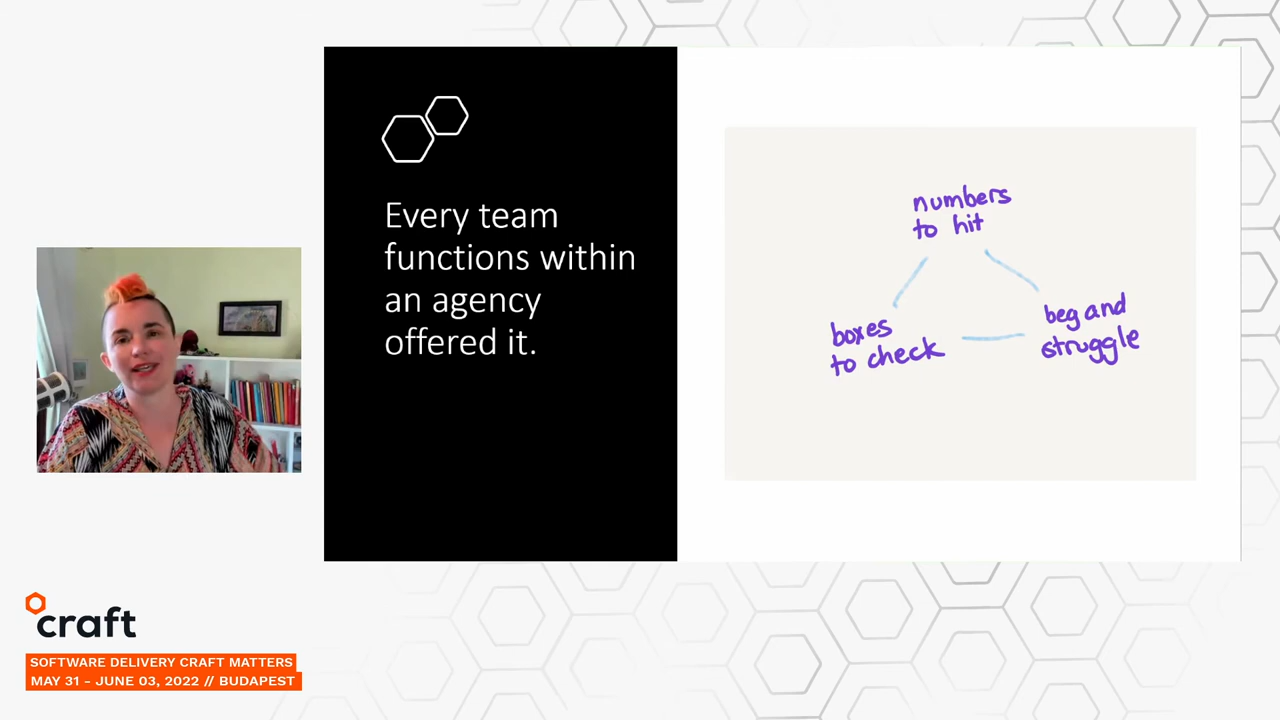 Every team
functions within
an agency
offered it.
numbers
to hit
boxes
to check
beg and
struggle
craft
SOFTWARE DELIVERY CRAFT MATTERS
MAY 31 - JUNE 03, 2022 // BUDAPEST